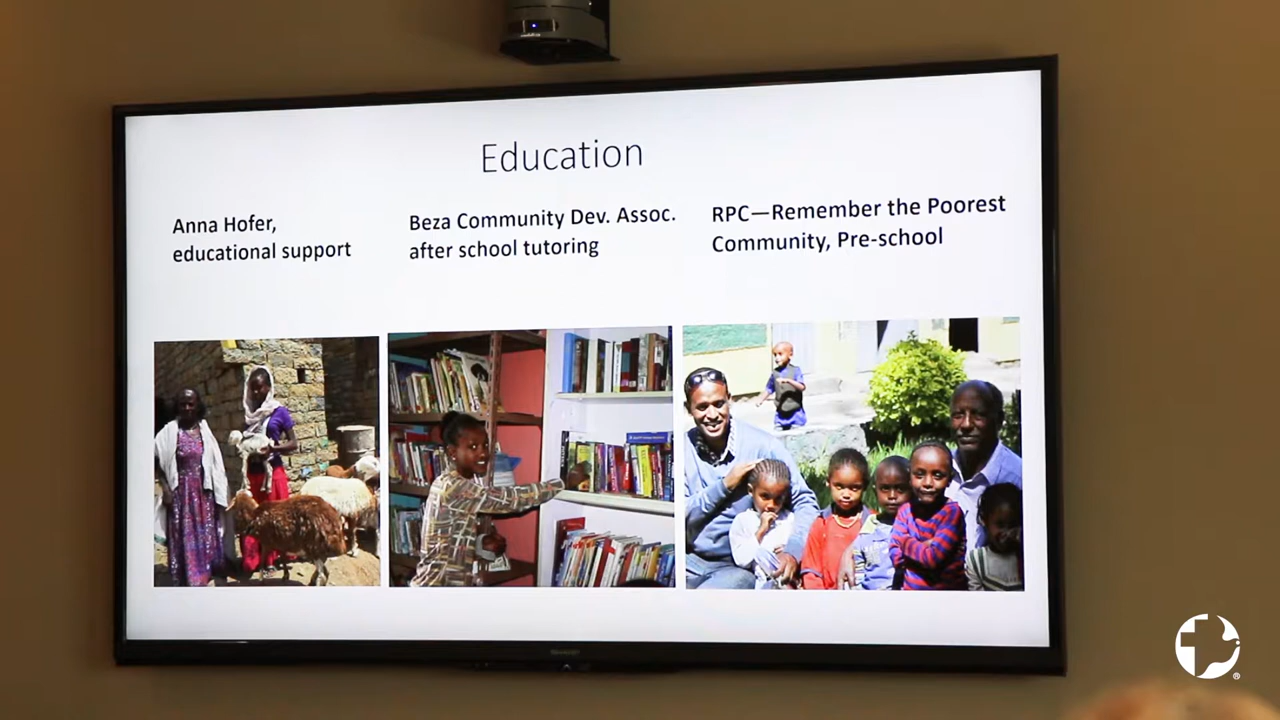 Education
Anna Hofer,
educational support
Beza Community Dev. Assoc.
after school tutoring
RPC—Remember the Poorest
Community, Pre-school
SHARP
®